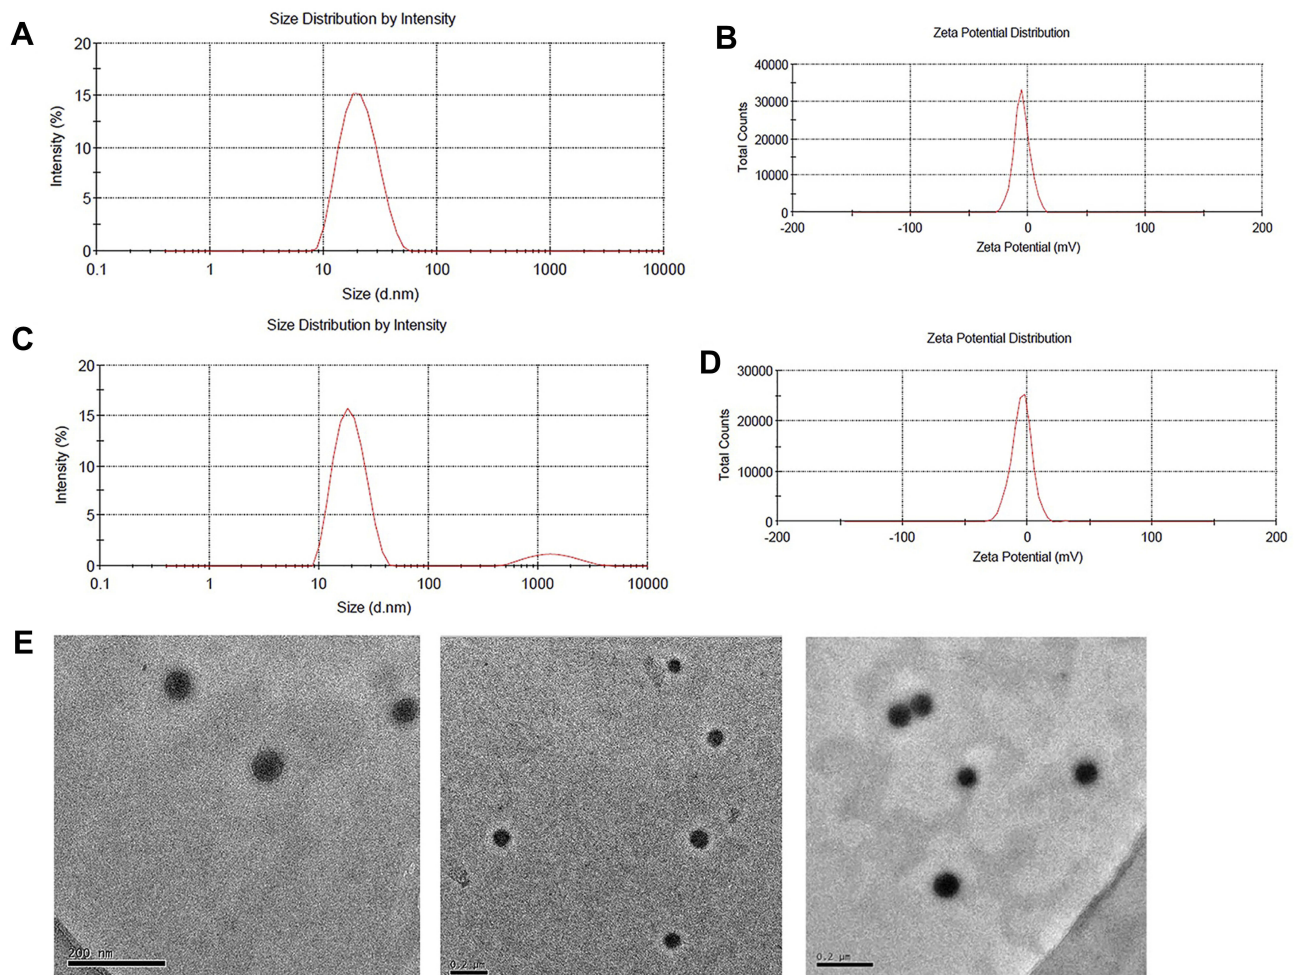 A
Size Distribution by Intensity
20
15
10
5
0
Intensity (%)
0.1 1 10 100 1000 10000
Size (d.nm)
B
Zeta Potential Distribution
40000
30000
20000
10000
0
Total Counts
-200 -100 0 100 200
Zeta Potential (mV)
C
Size Distribution by Intensity
20
15
10
5
0
Intensity (%)
0.1 1 10 100 1000 10000
Size (d.nm)
D
Zeta Potential Distribution
30000
20000
10000
0
Total Counts
-200 -100 0 100 200
Zeta Potential (mV)
E
200 nm
0.2 µm
0.2 µm